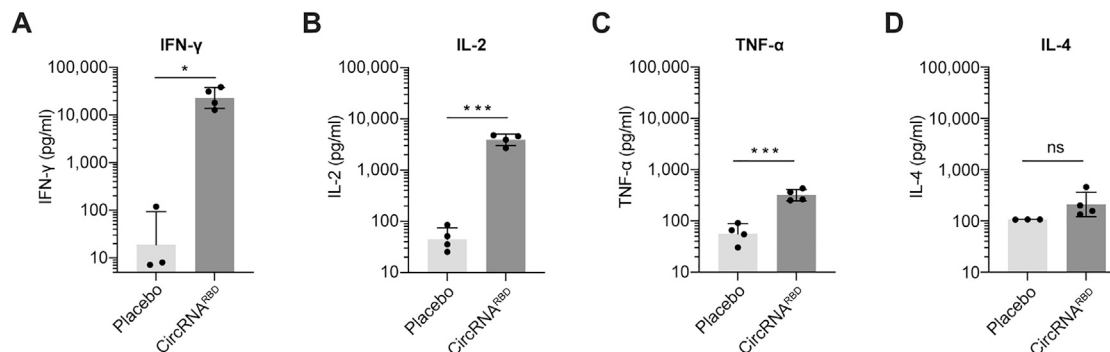 A
IFN-γ
IFN-γ (pg/ml)
100,000
10,000
1,000
100
10
*
Placebo
CircRNA^RBD
B
IL-2
IL-2 (pg/ml)
100,000
10,000
1,000
100
10
***
Placebo
CircRNA^RBD
C
TNF-α
TNF-α (pg/ml)
100,000
10,000
1,000
100
10
***
Placebo
CircRNA^RBD
D
IL-4
IL-4 (pg/ml)
100,000
10,000
1,000
100
10
ns
Placebo
CircRNA^RBD